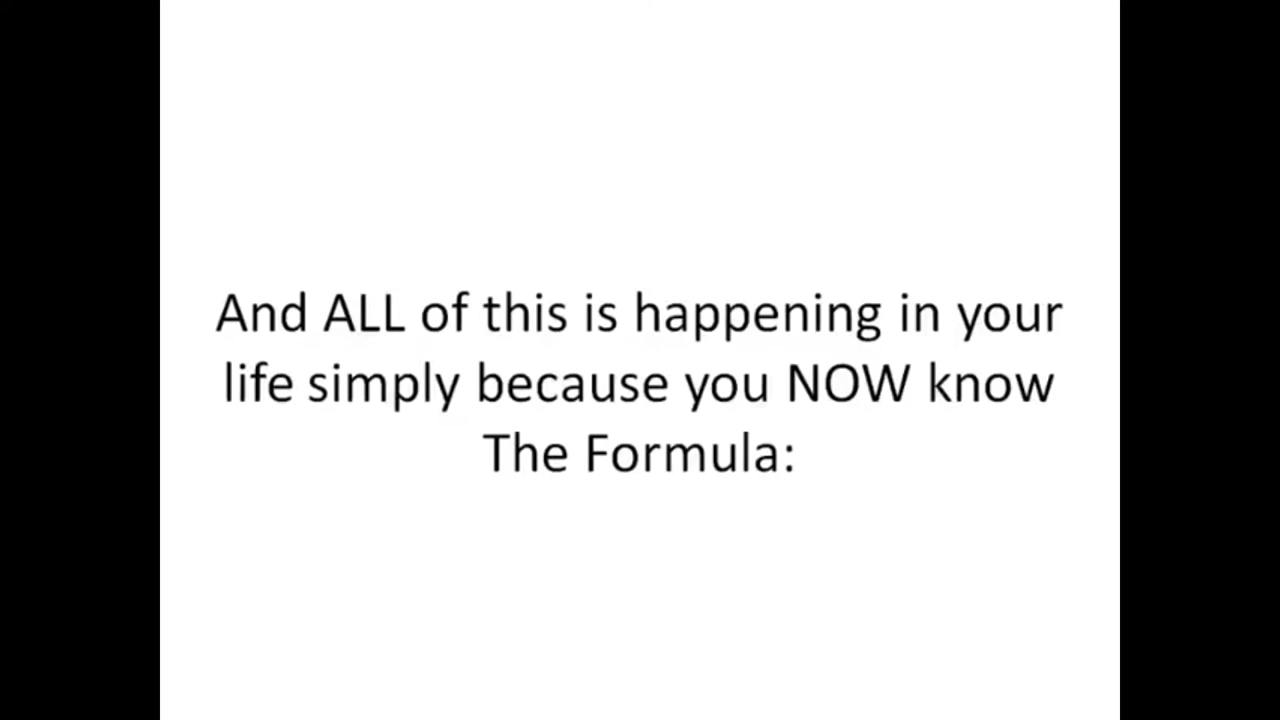 And ALL of this is happening in your
life simply because you NOW know
The Formula: